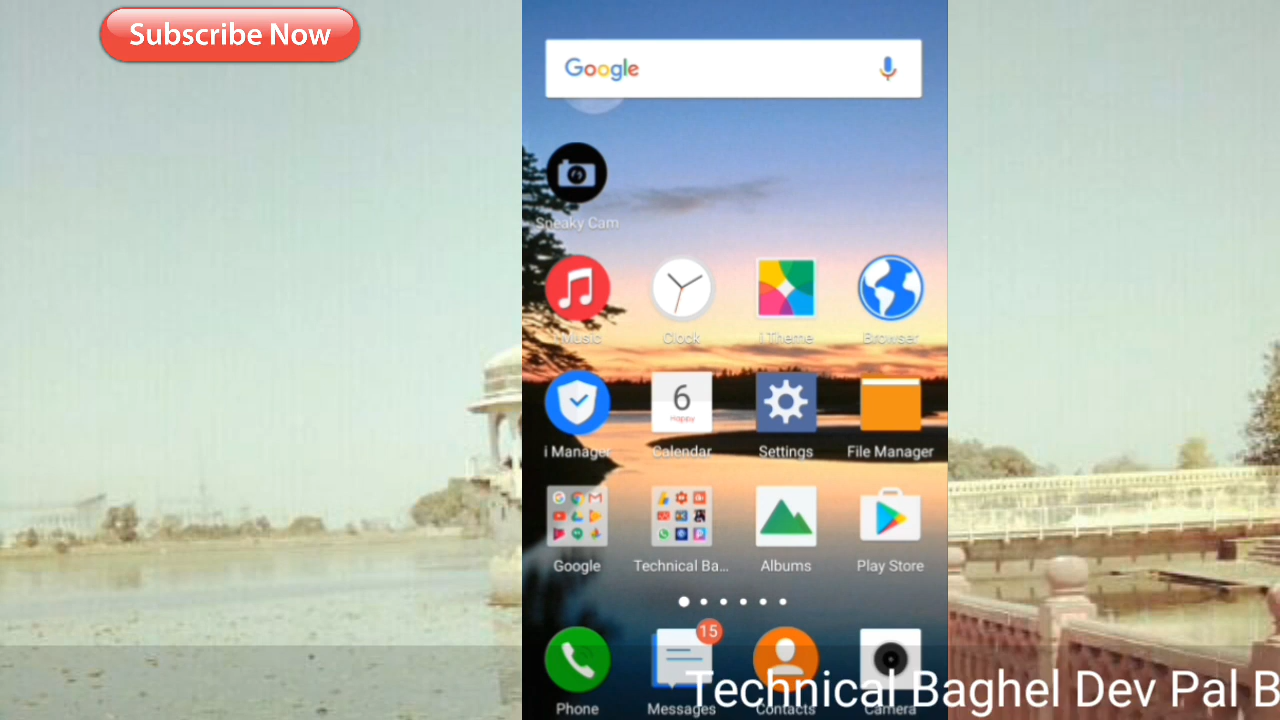 Subscribe Now
Google
Sneaky Cam
i Music
Clock
i Theme
Browser
6
Happy
i Manager
Calendar
Settings
File Manager
Google
Technical Ba...
Albums
Play Store
15
Phone
Messages
Contacts
Camera
Technical Baghel Dev Pal B